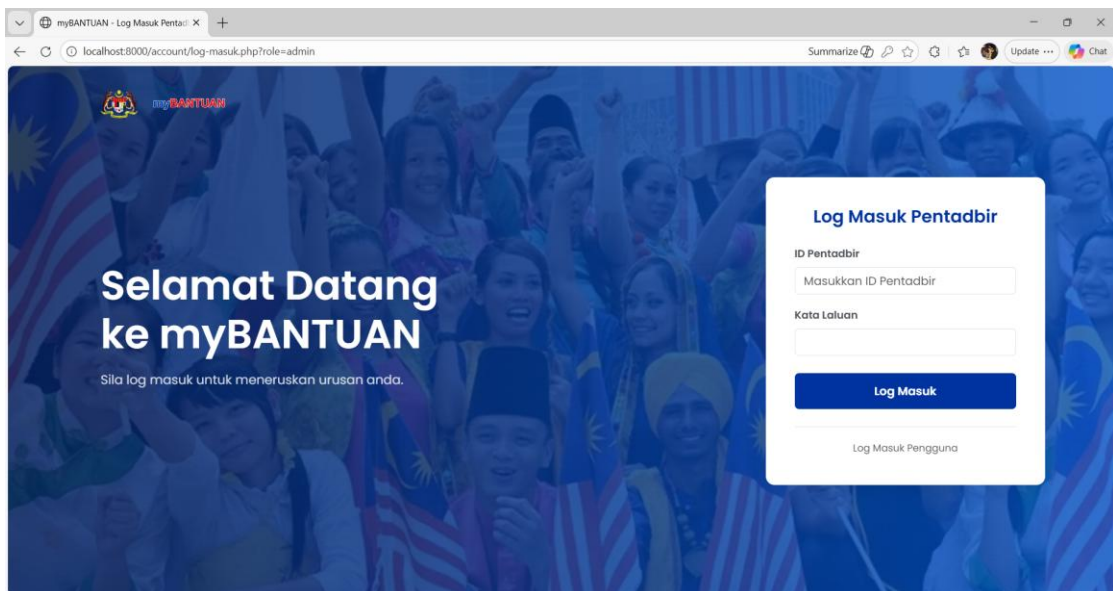 myBANTUAN - Log Masuk Pentad
localhost:8000/account/log-masuk.php?role=admin
Summarize
Update
Chat
myBANTUAN
Selamat Datang
ke myBANTUAN
Sila log masuk untuk meneruskan urusan anda.
Log Masuk Pentadbir
ID Pentadbir
Masukkan ID Pentadbir
Kata Laluan
Log Masuk
Log Masuk Pengguna